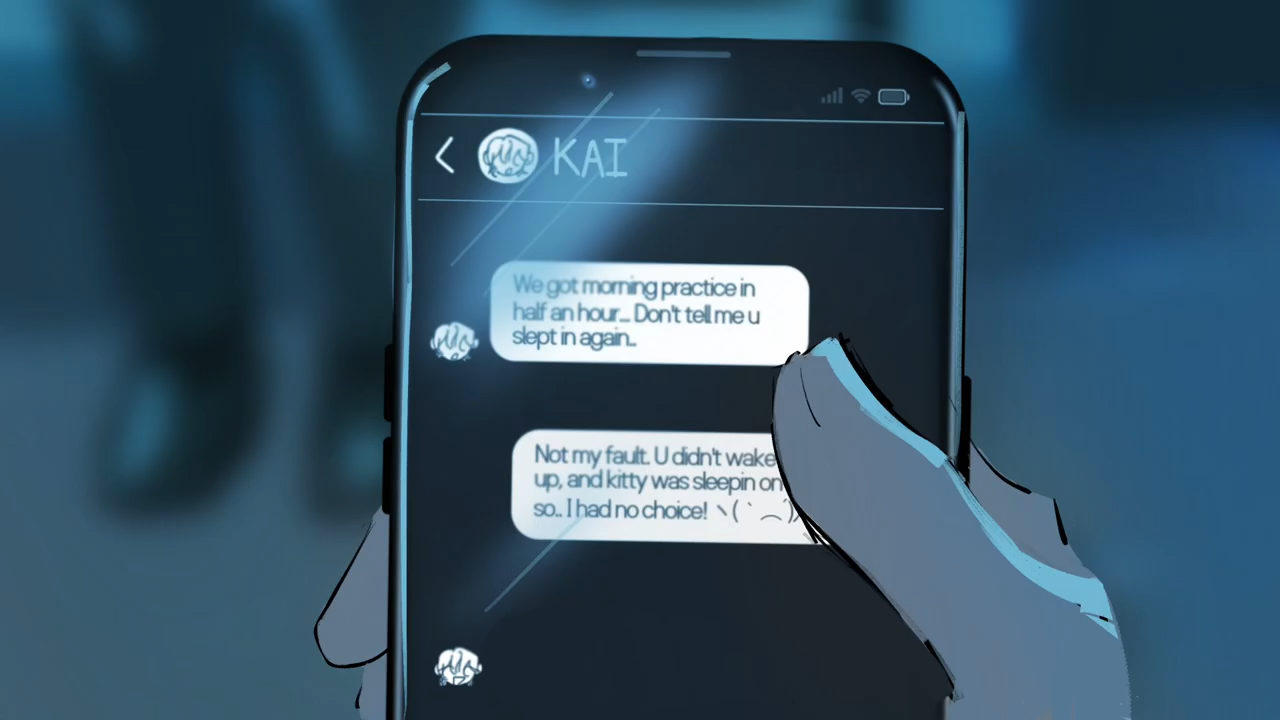 KAI
We got morning practice in
half an hour... Don't tell me u
slept in again..
Not my fault. U didn't wake
up, and kitty was sleepin on
so.. I had no choice!